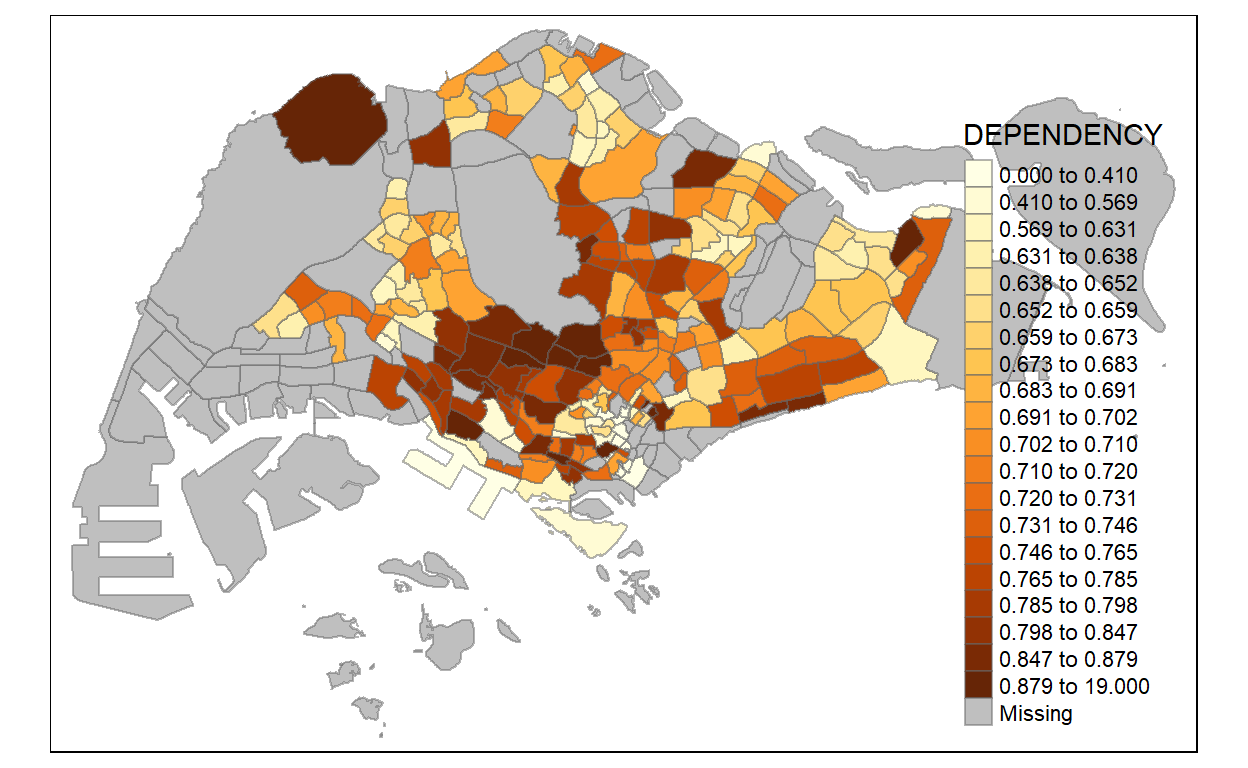 DEPENDENCY
0.000 to 0.410
0.410 to 0.569
0.569 to 0.631
0.631 to 0.638
0.638 to 0.652
0.652 to 0.659
0.659 to 0.673
0.673 to 0.683
0.683 to 0.691
0.691 to 0.702
0.702 to 0.710
0.710 to 0.720
0.720 to 0.731
0.731 to 0.746
0.746 to 0.765
0.765 to 0.785
0.785 to 0.798
0.798 to 0.847
0.847 to 0.879
0.879 to 19.000
Missing